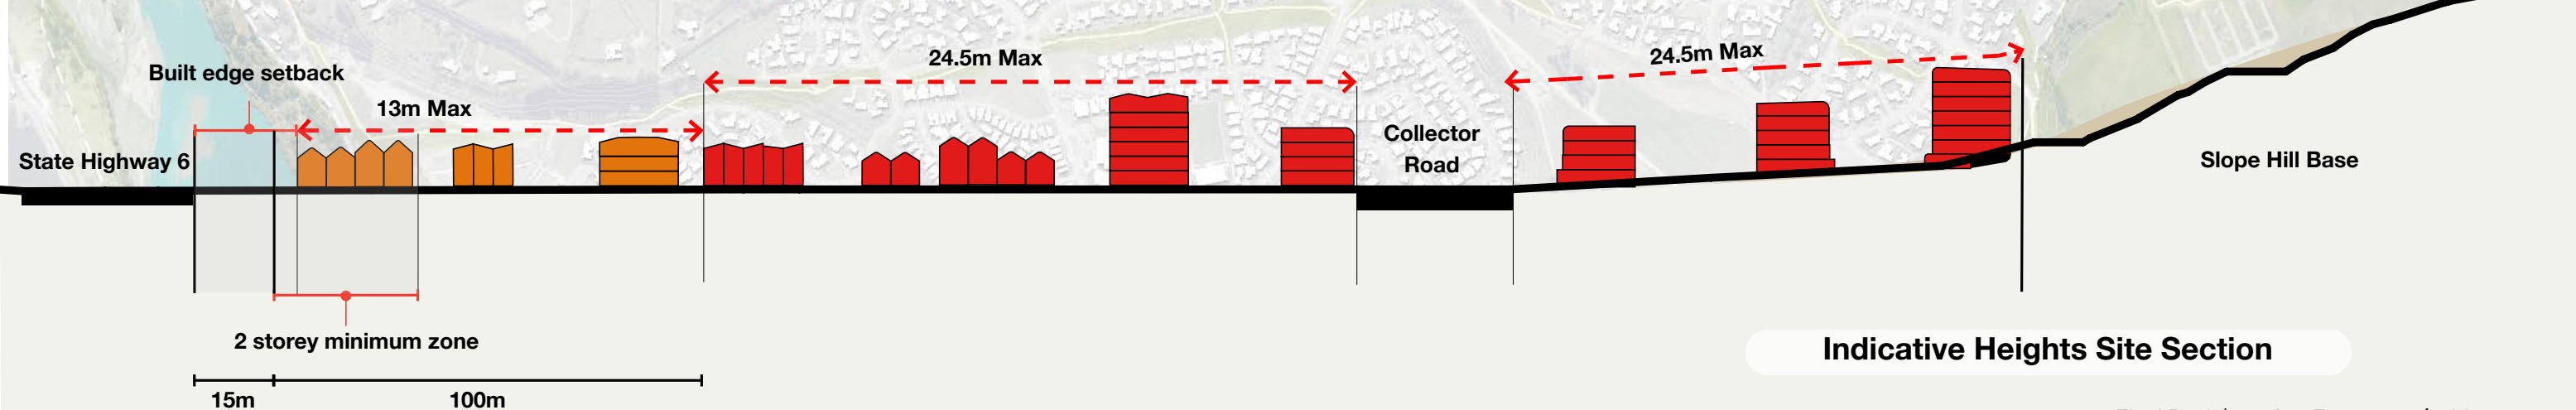 24.5m Max
24.5m Max
Built edge setback
13m Max
Collector
Road
State Highway 6
Slope Hill Base
2 storey minimum zone
Indicative Heights Site Section
15m
100m